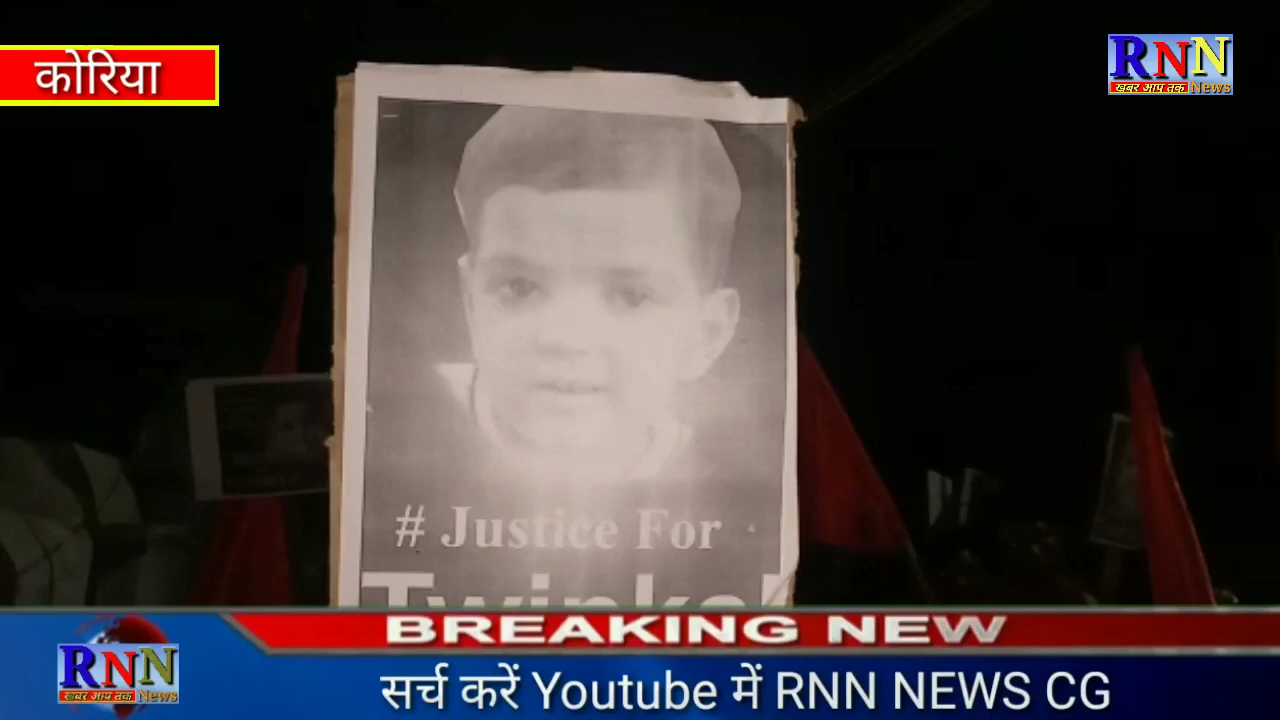 कोरिया
RNN
खबर आप तक News
# Justice For
BREAKING NEW
RNN
खबर आप तक News
सर्च करें Youtube में RNN NEWS CG